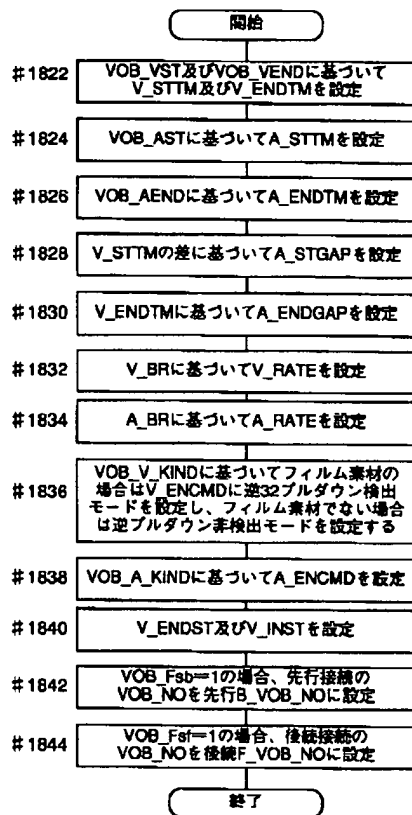 開始
#1822
VOB_VST及びVOB_VENDに基づいて
V_STTM及びV_ENDTMを設定
#1824
VOB_ASTに基づいてA_STTMを設定
#1826
VOB_AENDに基づいてA_ENDTMを設定
#1828
V_STTMの差に基づいてA_STGAPを設定
#1830
V_ENDTMに基づいてA_ENDGAPを設定
#1832
V_BRに基づいてV_RATEを設定
#1834
A_BRに基づいてA_RATEを設定
#1836
VOB_V_KINDに基づいてフィルム素材の
場合はV_ENCMDに逆32プルダウン検出
モードを設定し、フィルム素材でない場合
は逆プルダウン非検出モードを設定する
#1838
VOB_A_KINDに基づいてA_ENCMDを設定
#1840
V_ENDST及びV_INSTを設定
#1842
VOB_Fsb=1の場合、先行接続の
VOB_NOを先行B_VOB_NOに設定
#1844
VOB_Fsf=1の場合、後続接続の
VOB_NOを後続F_VOB_NOに設定
終了